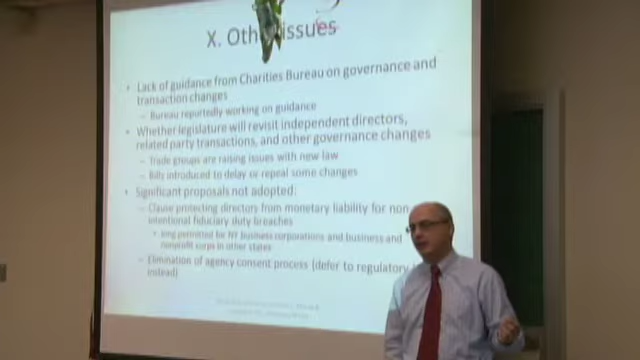 X. Oth issues
• Lack of guidance from Charities Bureau on governance and
transaction changes
– Bureau reportedly working on guidance
• Whether legislature will revisit independent directors,
related party transactions, and other governance changes
– Trade groups are raising issues with new law
– Bills introduced to delay or repeal some changes
• Significant proposals not adopted:
– Clause protecting directors from monetary liability for non-
intentional fiduciary duty breaches
• Long permitted for NY business corporations and business and
nonprofit corps in other states
– Elimination of agency consent process (defer to regulatory
instead)